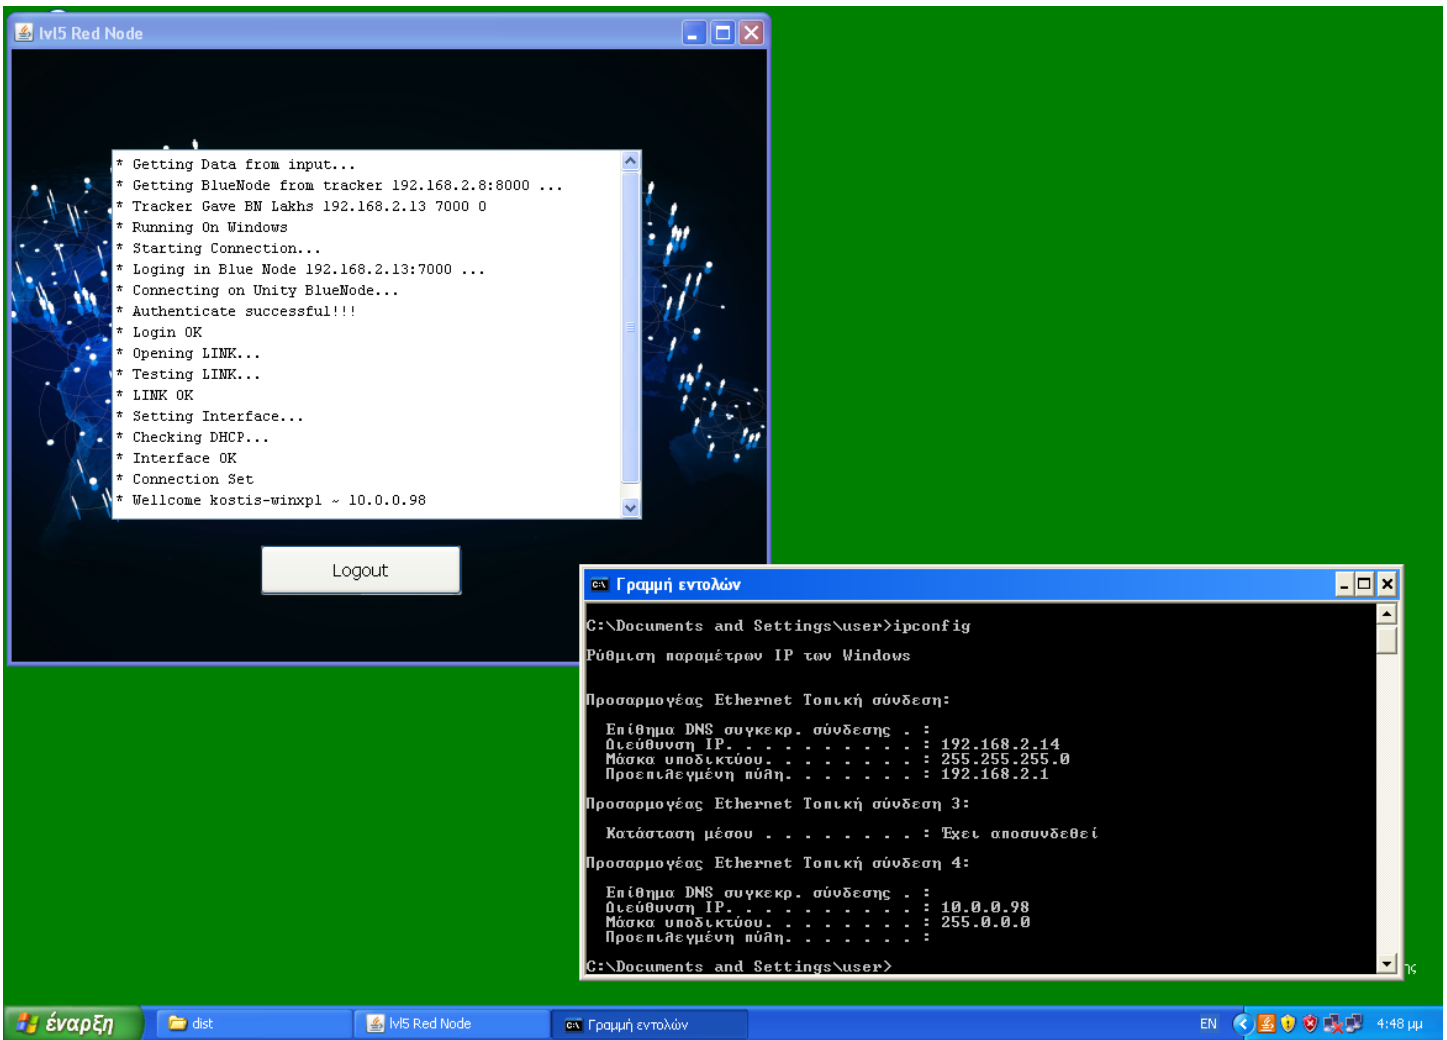 lvl5 Red Node
* Getting Data from input...
* Getting BlueNode from tracker 192.168.2.8:8000 ...
* Tracker Gave BN Lakhs 192.168.2.13 7000 0
* Running On Windows
* Starting Connection...
* Loging in Blue Node 192.168.2.13:7000 ...
* Connecting on Unity BlueNode...
* Authenticate successful!!!
* Login OK
* Opening LINK...
* Testing LINK...
* LINK OK
* Setting Interface...
* Checking DHCP...
* Interface OK
* Connection Set
* Wellcome kostis-winxp1 ~ 10.0.0.98
Logout
Γραμμή εντολών
C:\Documents and Settings\user>ipconfig
Ρύθμιση παραμέτρων IP των Windows
Προσαρμογέας Ethernet Τοπική σύνδεση:
Επίθημα DNS συγκεκρ. σύνδεσης . :
Διεύθυνση IP. . . . . . . . . . : 192.168.2.14
Μάσκα υποδικτύου. . . . . . . . : 255.255.255.0
Προεπιλεγμένη πύλη. . . . . . . : 192.168.2.1
Προσαρμογέας Ethernet Τοπική σύνδεση 3:
Κατάσταση μέσου . . . . . . . . : Έχει αποσυνδεθεί
Προσαρμογέας Ethernet Τοπική σύνδεση 4:
Επίθημα DNS συγκεκρ. σύνδεσης . :
Διεύθυνση IP. . . . . . . . . . : 10.0.0.98
Μάσκα υποδικτύου. . . . . . . . : 255.0.0.0
Προεπιλεγμένη πύλη. . . . . . . :
C:\Documents and Settings\user>
ης
έναρξη
dist
lvl5 Red Node
Γραμμή εντολών
EN
4:48 μμ